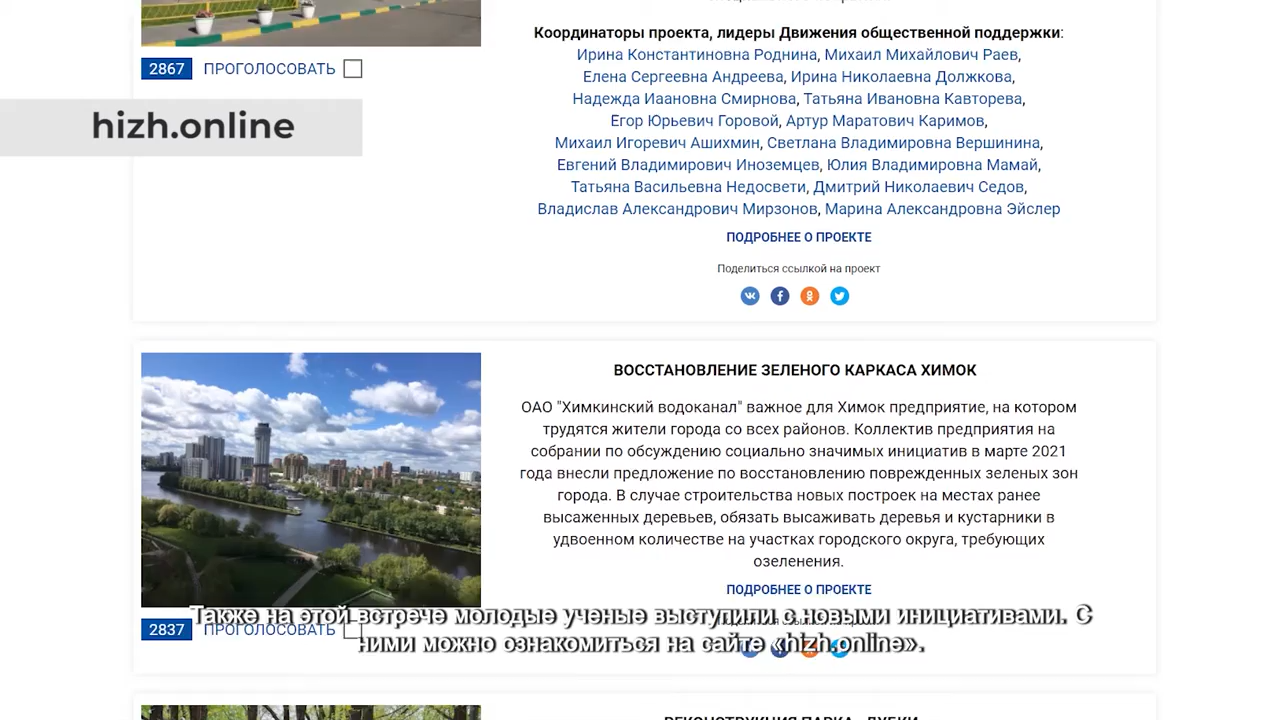 Координаторы проекта, лидеры Движения общественной поддержки:
Ирина Константиновна Роднина, Михаил Михайлович Раев,
Елена Сергеевна Андреева, Ирина Николаевна Должкова,
Надежда Иаановна Смирнова, Татьяна Ивановна Кавторева,
Егор Юрьевич Горовой, Артур Маратович Каримов,
Михаил Игоревич Ашихмин, Светлана Владимировна Вершинина,
Евгений Владимирович Иноземцев, Юлия Владимировна Мамай,
Татьяна Васильевна Недосвети, Дмитрий Николаевич Седов,
Владислав Александрович Мирзонов, Марина Александровна Эйслер
ПОДРОБНЕЕ О ПРОЕКТЕ
Поделиться ссылкой на проект
2867 ПРОГОЛОСОВАТЬ
hizh.online
ВОССТАНОВЛЕНИЕ ЗЕЛЕНОГО КАРКАСА ХИМОК
ОАО "Химкинский водоканал" важное для Химок предприятие, на котором
трудятся жители города со всех районов. Коллектив предприятия на
собрании по обсуждению социально значимых инициатив в марте 2021
года внесли предложение по восстановлению поврежденных зеленых зон
города. В случае строительства новых построек на местах ранее
высаженных деревьев, обязать высаживать деревья и кустарники в
удвоенном количестве на участках городского округа, требующих
озеленения.
ПОДРОБНЕЕ О ПРОЕКТЕ
2837 ПРОГОЛОСОВАТЬ
Также на этой встрече молодые ученые выступили с новыми инициативами. С
ними можно ознакомиться на сайте «hizh.online».
РЕКОНСТРУКЦИЯ ПАРКА «ДУБКИ»